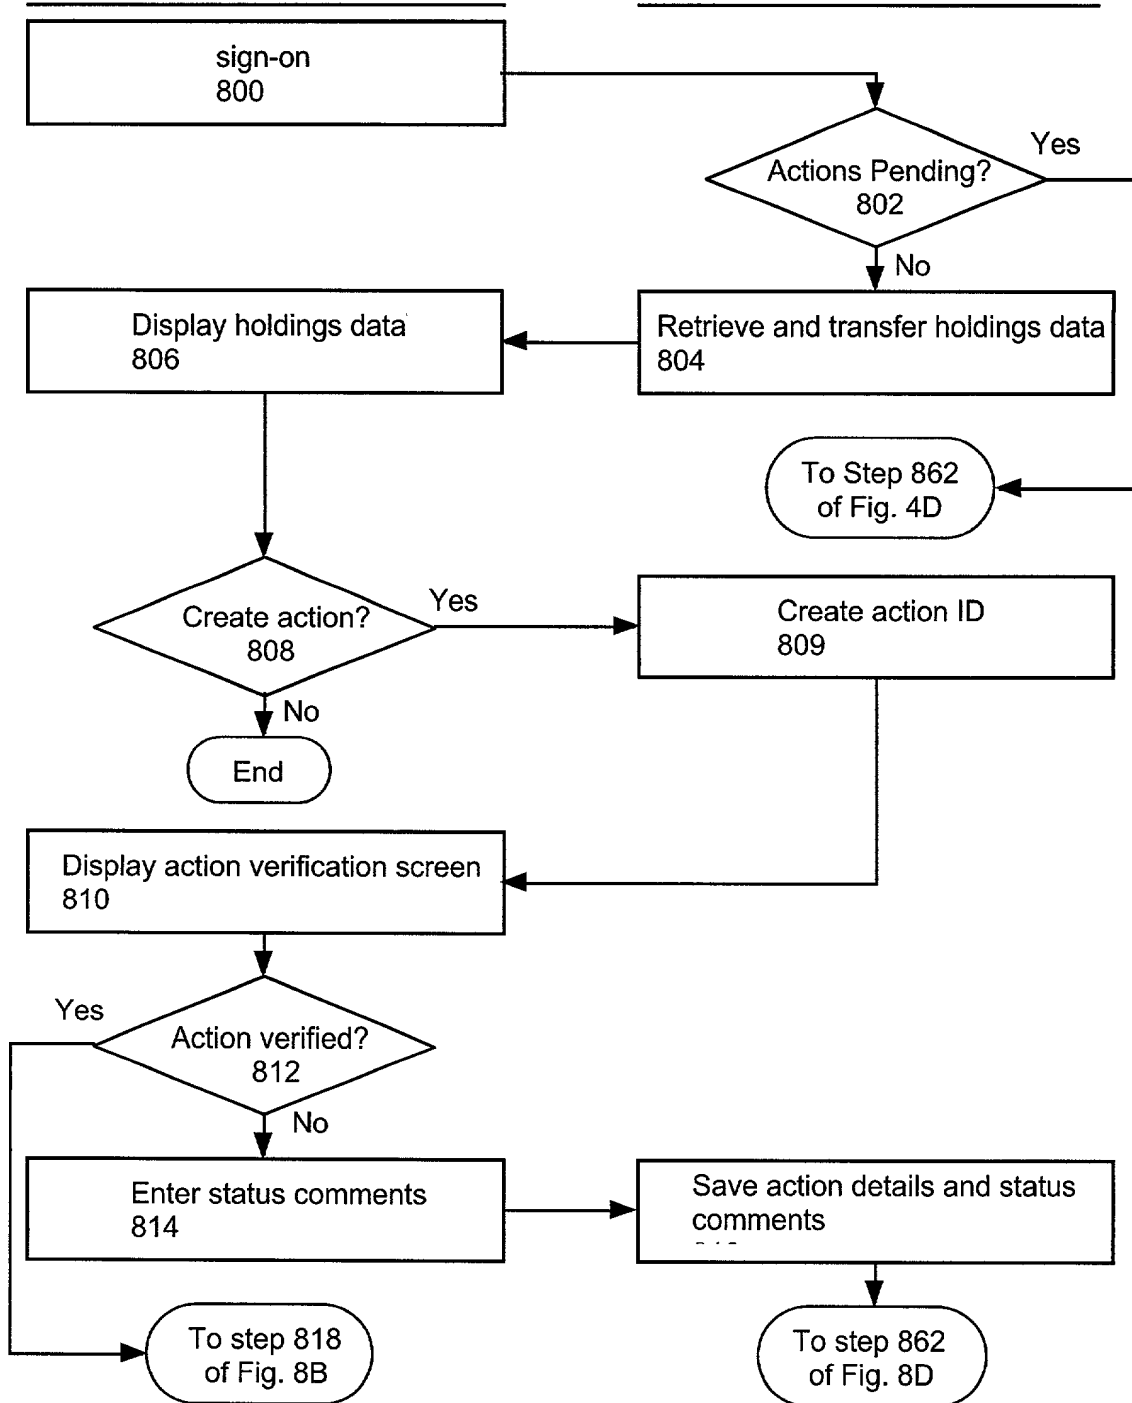 sign-on
800
Yes
Actions Pending?
802
No
Display holdings data
806
Retrieve and transfer holdings data
804
To Step 862
of Fig. 4D
Create action?
808
Yes
Create action ID
809
No
End
Display action verification screen
810
Yes
Action verified?
812
No
Enter status comments
814
Save action details and status
comments
To step 818
of Fig. 8B
To step 862
of Fig. 8D